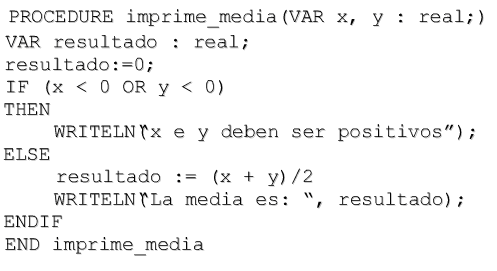 PROCEDURE imprime_media(VAR x, y : real;)
VAR resultado : real;
resultado:=0;
IF (x < 0 OR y < 0)
THEN
WRITELN(“x e y deben ser positivos”);
ELSE
resultado := (x + y)/2
WRITELN(“La media es: “, resultado);
ENDIF
END imprime_media